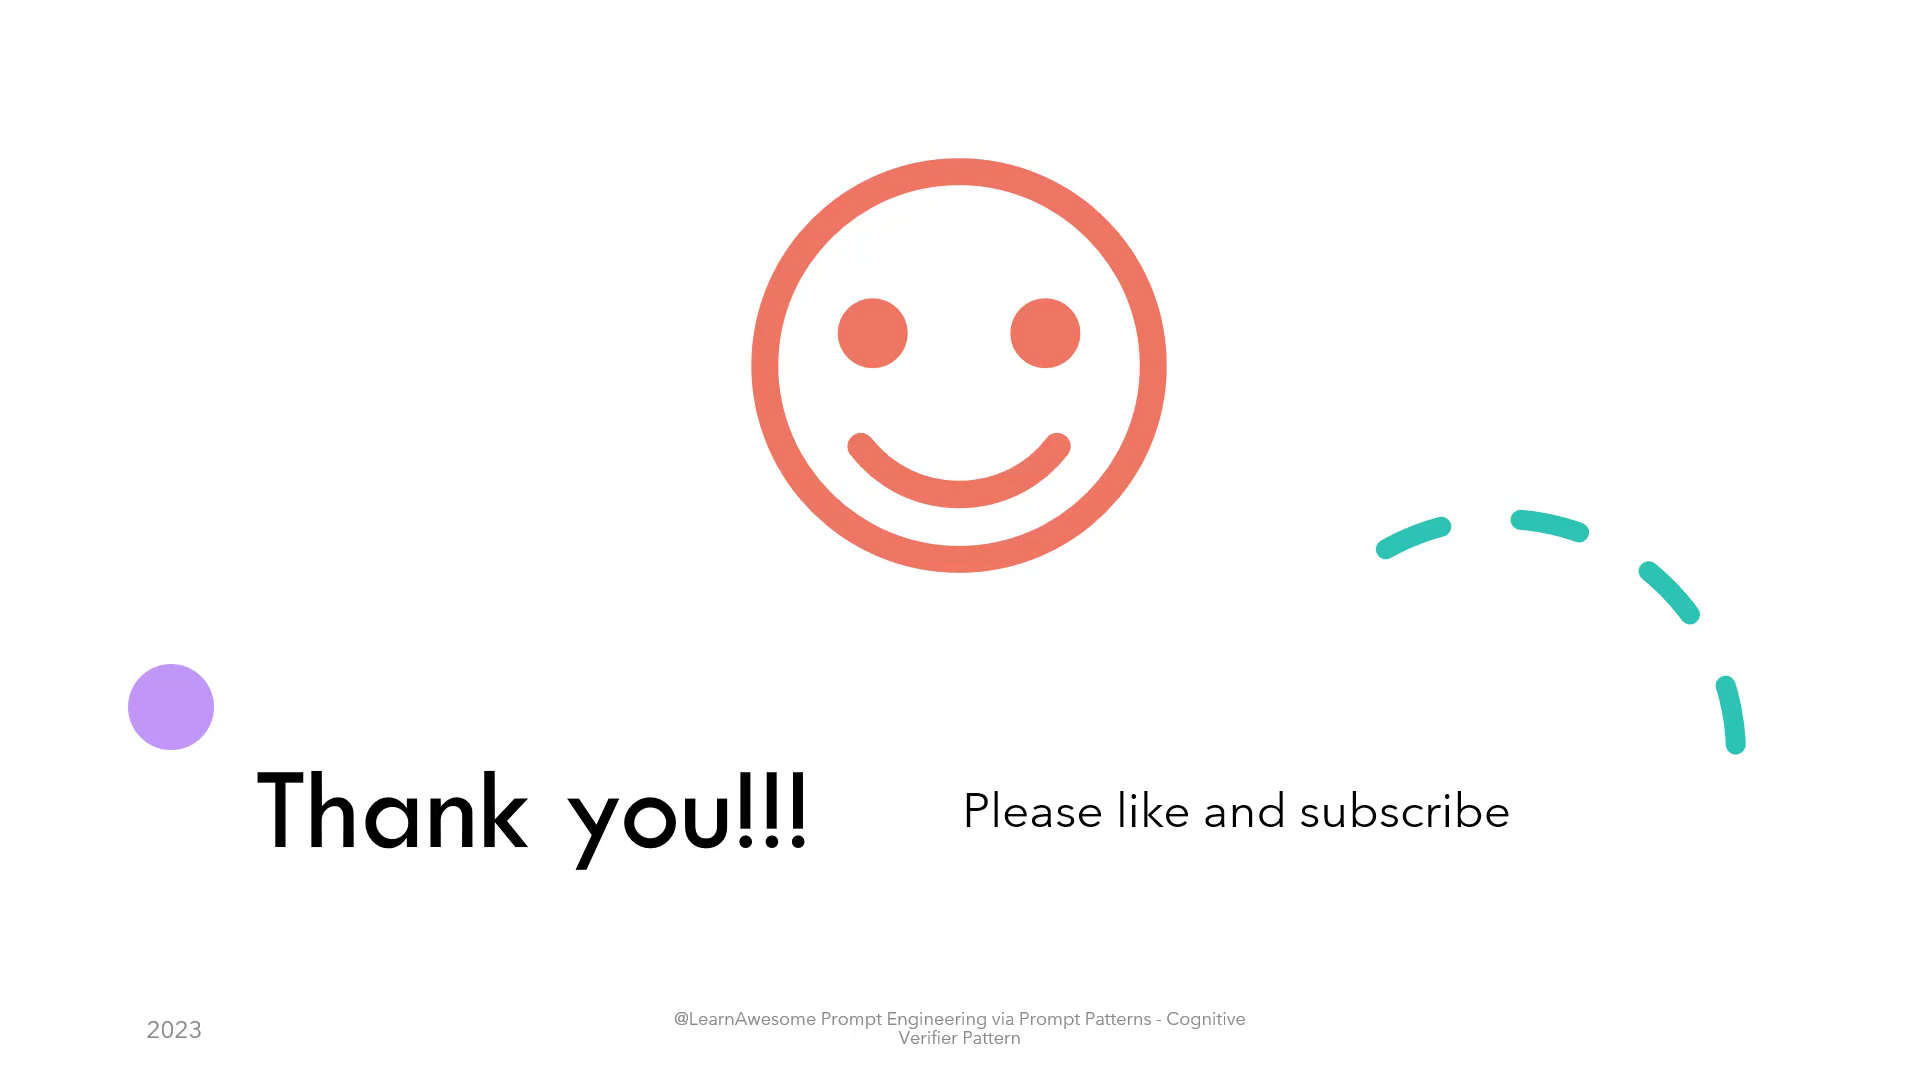 Thank you!!!
Please like and subscribe
2023
@LearnAwesome Prompt Engineering via Prompt Patterns - Cognitive
Verifier Pattern